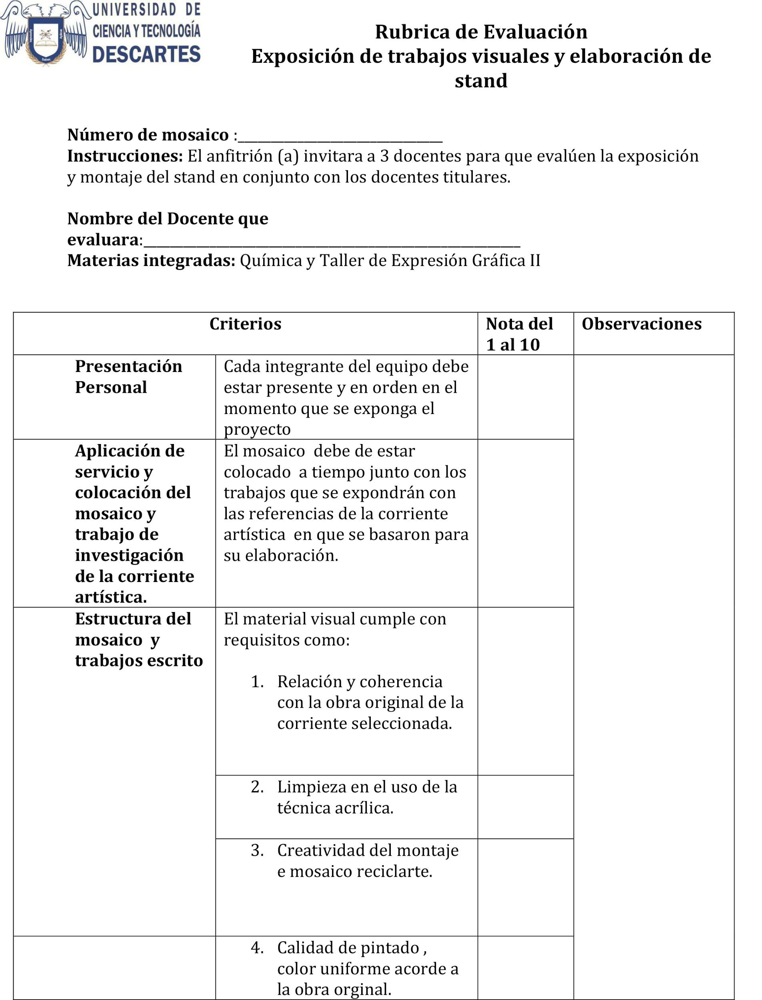 UNIVERSIDAD DE
CIENCIA Y TECNOLOGÍA
DESCARTES
Aprender.
Aplicar.
Saber.
Rubrica de Evaluación
Exposición de trabajos visuales y elaboración de
stand
Número de mosaico :_______________________________
Instrucciones: El anfitrión (a) invitara a 3 docentes para que evalúen la exposición
y montaje del stand en conjunto con los docentes titulares.
Nombre del Docente que
evaluara:_________________________________________________________
Materias integradas: Química y Taller de Expresión Gráfica II
Criterios
Nota del
1 al 10
Observaciones
Presentación
Personal
Cada integrante del equipo debe
estar presente y en orden en el
momento que se exponga el
proyecto
Aplicación de
servicio y
colocación del
mosaico y
trabajo de
investigación
de la corriente
artística.
El mosaico  debe de estar
colocado  a tiempo junto con los
trabajos que se expondrán con
las referencias de la corriente
artística  en que se basaron para
su elaboración.
Estructura del
mosaico  y
trabajos escrito
El material visual cumple con
requisitos como:
1. Relación y coherencia
con la obra original de la
corriente seleccionada.
2. Limpieza en el uso de la
técnica acrílica.
3. Creatividad del montaje
e mosaico reciclarte.
4. Calidad de pintado ,
color uniforme acorde a
la obra orginal.